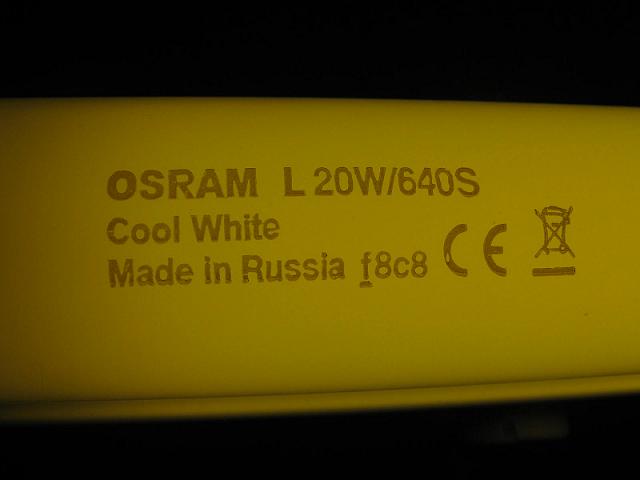 OSRAM L 20W/640S
Cool White
Made in Russia f8c8 CE